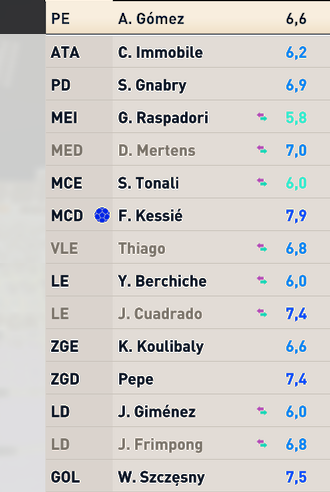 PE A. Gómez 6,6
ATA C. Immobile 6,2
PD S. Gnabry 6,9
MEI G. Raspadori 5,8
MED D. Mertens 7,0
MCE S. Tonali 6,0
MCD F. Kessié 7,9
VLE Thiago 6,8
LE Y. Berchiche 6,0
LE J. Cuadrado 7,4
ZGE K. Koulibaly 6,6
ZGD Pepe 7,4
LD J. Giménez 6,0
LD J. Frimpong 6,8
GOL W. Szczęsny 7,5